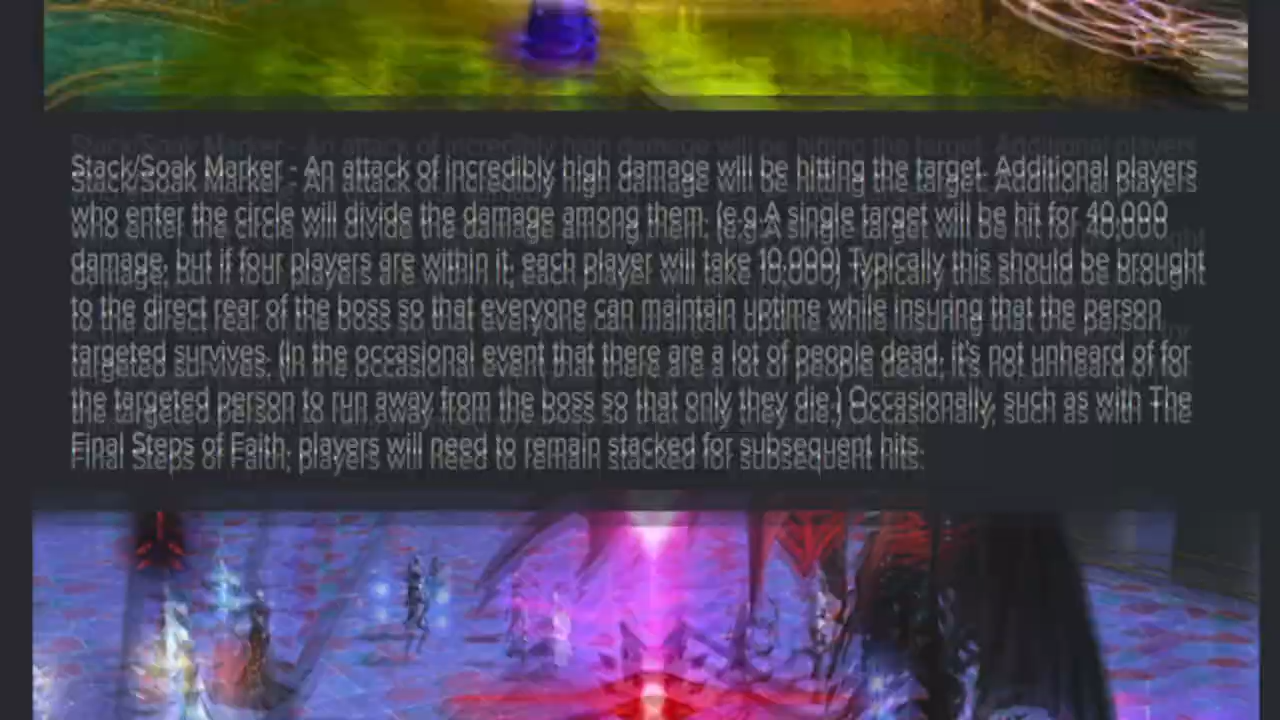 Stack/Soak Marker - An attack of incredibly high damage will be hitting the target. Additional players
who enter the circle will divide the damage among them. (e.g.A single target will be hit for 40,000
damage, but if four players are within it, each player will take 10,000) Typically this should be brought
to the direct rear of the boss so that everyone can maintain uptime while insuring that the person
targeted survives. (In the occasional event that there are a lot of people dead, it's not unheard of for
the targeted person to run away from the boss so that only they die.) Occasionally, such as with The
Final Steps of Faith, players will need to remain stacked for subsequent hits.